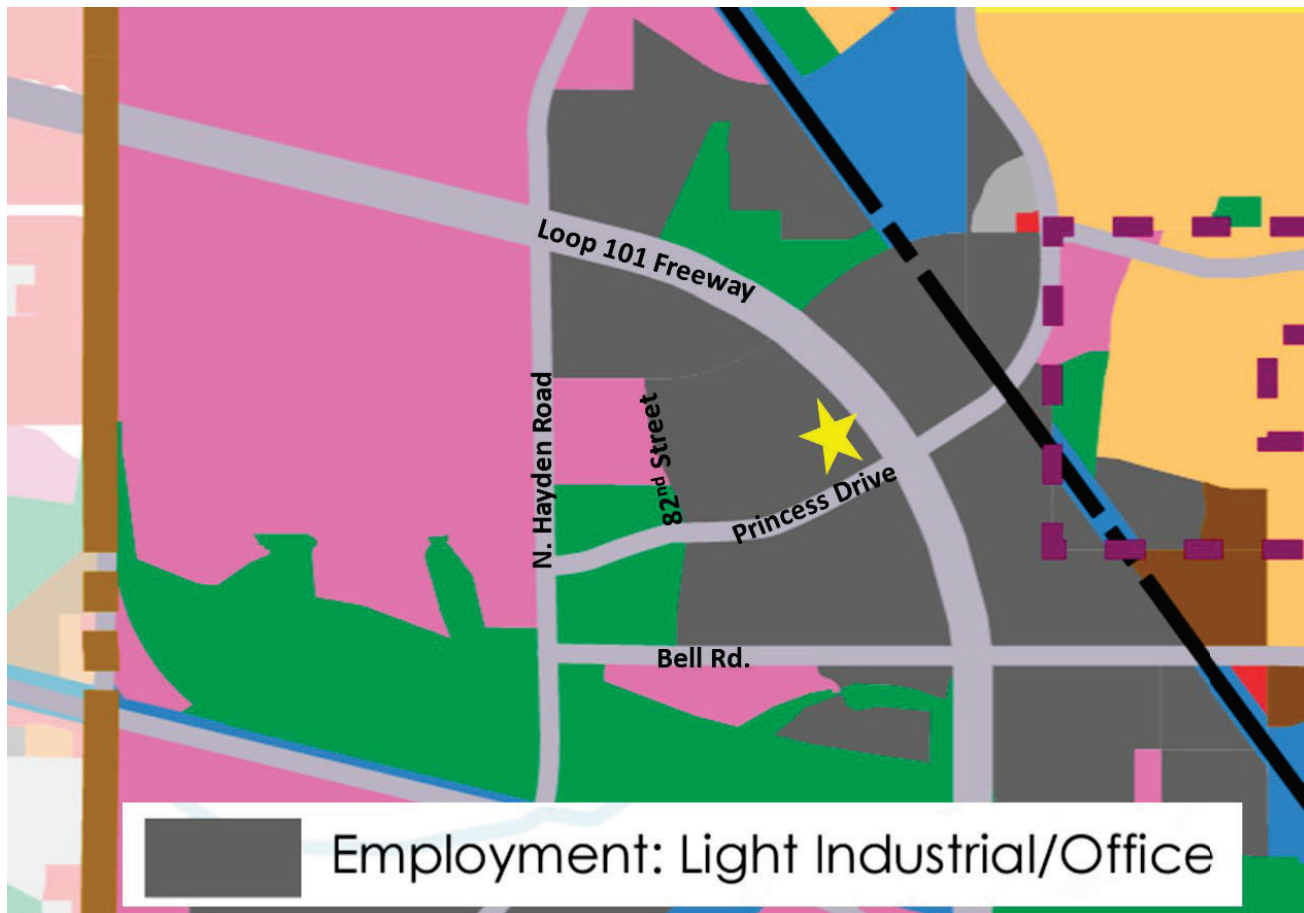 Loop 101 Freeway
N. Hayden Road
82nd Street
Princess Drive
Bell Rd.
Employment: Light Industrial/Office